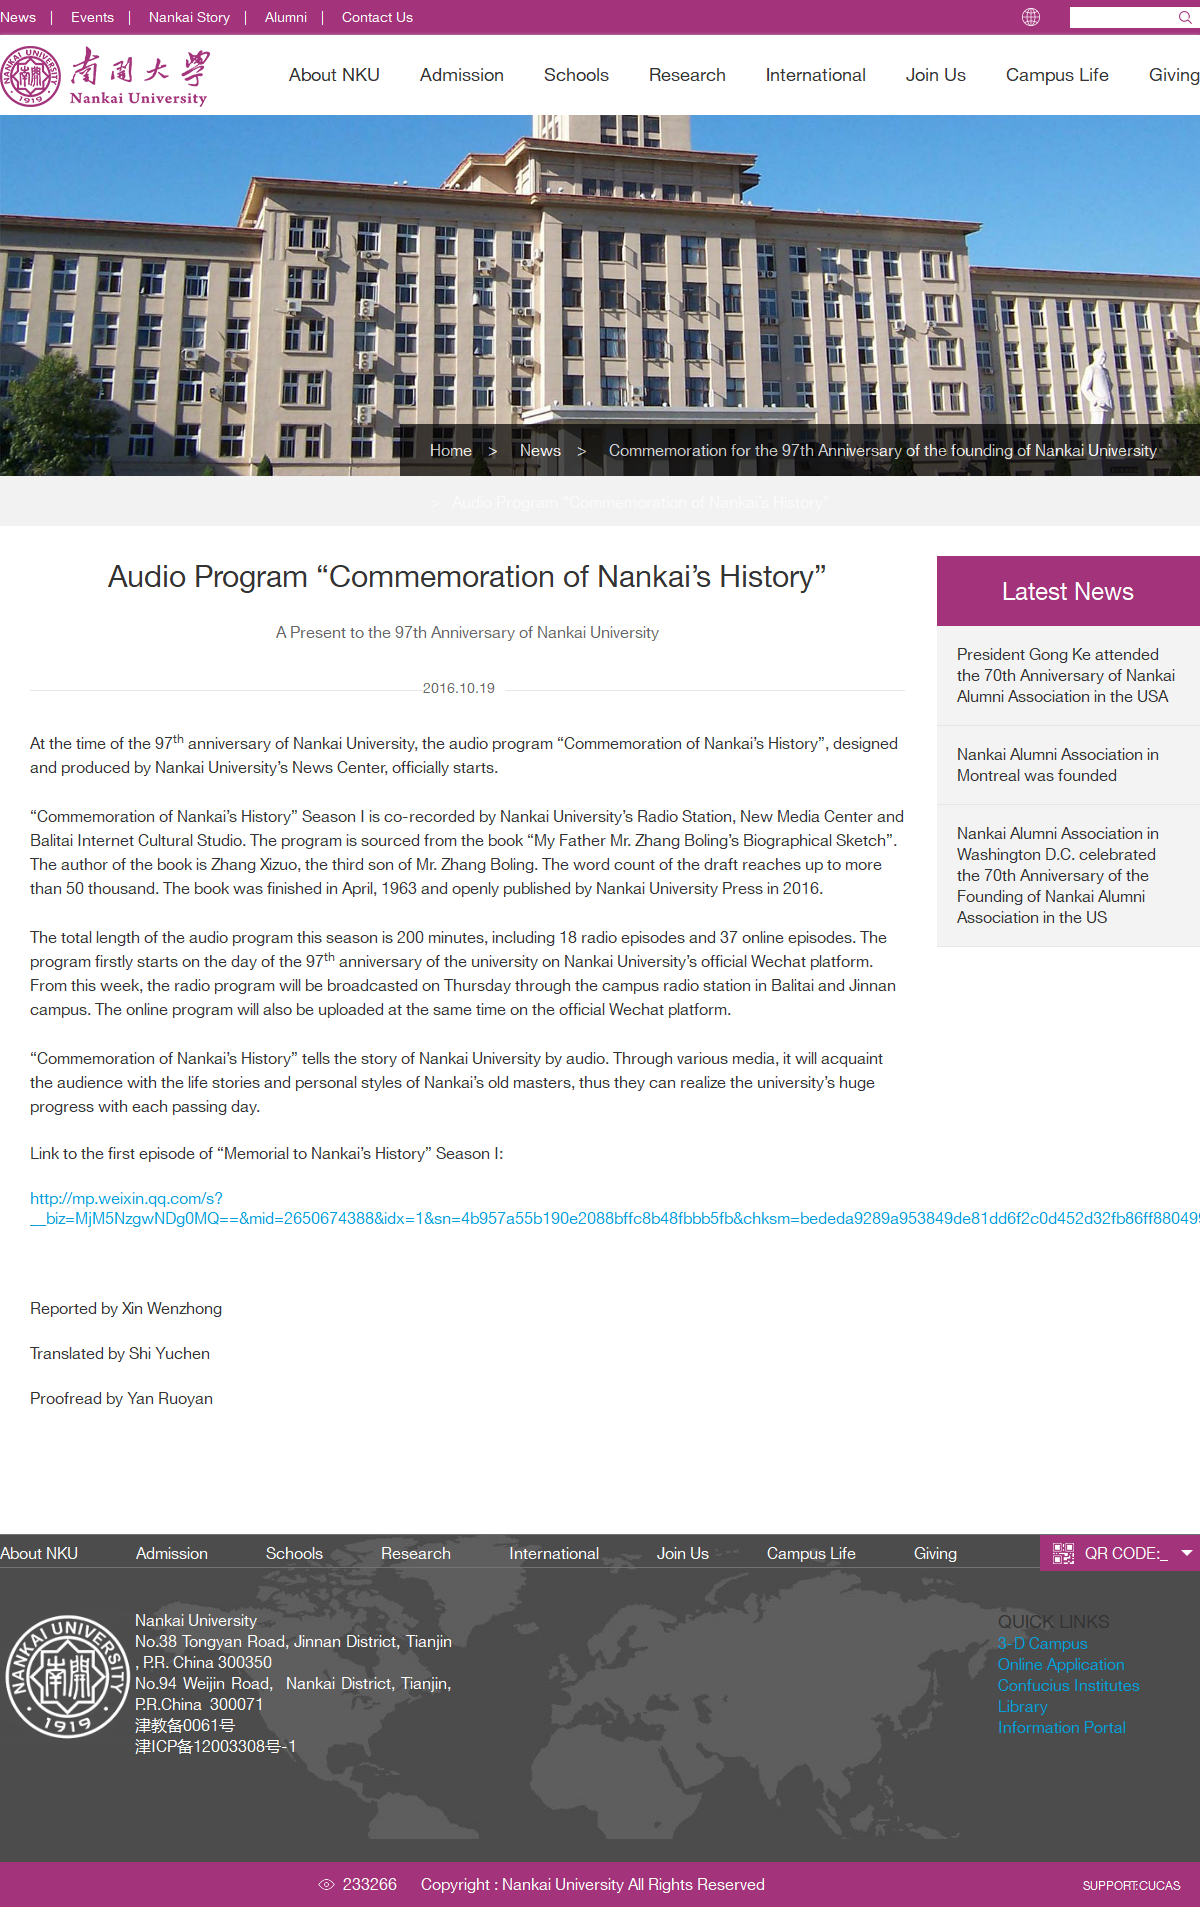 News | Events | Nankai Story | Alumni | Contact Us
NANKAI UNIVERSITY 1919
南開大學
Nankai University
About NKU Admission Schools Research International Join Us Campus Life Giving
Home > News > Commemoration for the 97th Anniversary of the founding of Nankai University
> Audio Program “Commemoration of Nankai’s History”
Audio Program “Commemoration of Nankai’s History”
A Present to the 97th Anniversary of Nankai University
2016.10.19
At the time of the 97th anniversary of Nankai University, the audio program “Commemoration of Nankai’s History”, designed
and produced by Nankai University’s News Center, officially starts.
“Commemoration of Nankai’s History” Season I is co-recorded by Nankai University’s Radio Station, New Media Center and
Balitai Internet Cultural Studio. The program is sourced from the book “My Father Mr. Zhang Boling’s Biographical Sketch”.
The author of the book is Zhang Xizuo, the third son of Mr. Zhang Boling. The word count of the draft reaches up to more
than 50 thousand. The book was finished in April, 1963 and openly published by Nankai University Press in 2016.
The total length of the audio program this season is 200 minutes, including 18 radio episodes and 37 online episodes. The
program firstly starts on the day of the 97th anniversary of the university on Nankai University’s official Wechat platform.
From this week, the radio program will be broadcasted on Thursday through the campus radio station in Balitai and Jinnan
campus. The online program will also be uploaded at the same time on the official Wechat platform.
“Commemoration of Nankai’s History” tells the story of Nankai University by audio. Through various media, it will acquaint
the audience with the life stories and personal styles of Nankai’s old masters, thus they can realize the university’s huge
progress with each passing day.
Link to the first episode of “Memorial to Nankai’s History” Season I:
http://mp.weixin.qq.com/s?
__biz=MjM5NzgwNDg0MQ==&mid=2650674388&idx=1&sn=4b957a55b190e2088bffc8b48fbbb5fb&chksm=bededa9289a953849de81dd6f2c0d452d32fb86ff88049
Reported by Xin Wenzhong
Translated by Shi Yuchen
Proofread by Yan Ruoyan
Latest News
President Gong Ke attended
the 70th Anniversary of Nankai
Alumni Association in the USA
Nankai Alumni Association in
Montreal was founded
Nankai Alumni Association in
Washington D.C. celebrated
the 70th Anniversary of the
Founding of Nankai Alumni
Association in the US
About NKU Admission Schools Research International Join Us Campus Life Giving
QR CODE:_
NANKAI UNIVERSITY 南開 1919
Nankai University
No.38 Tongyan Road, Jinnan District, Tianjin
, P.R. China 300350
No.94 Weijin Road, Nankai District, Tianjin,
P.R.China 300071
津教备0061号
津ICP备12003308号-1
QUICK LINKS
3-D Campus
Online Application
Confucius Institutes
Library
Information Portal
233266 Copyright : Nankai University All Rights Reserved
SUPPORT:CUCAS